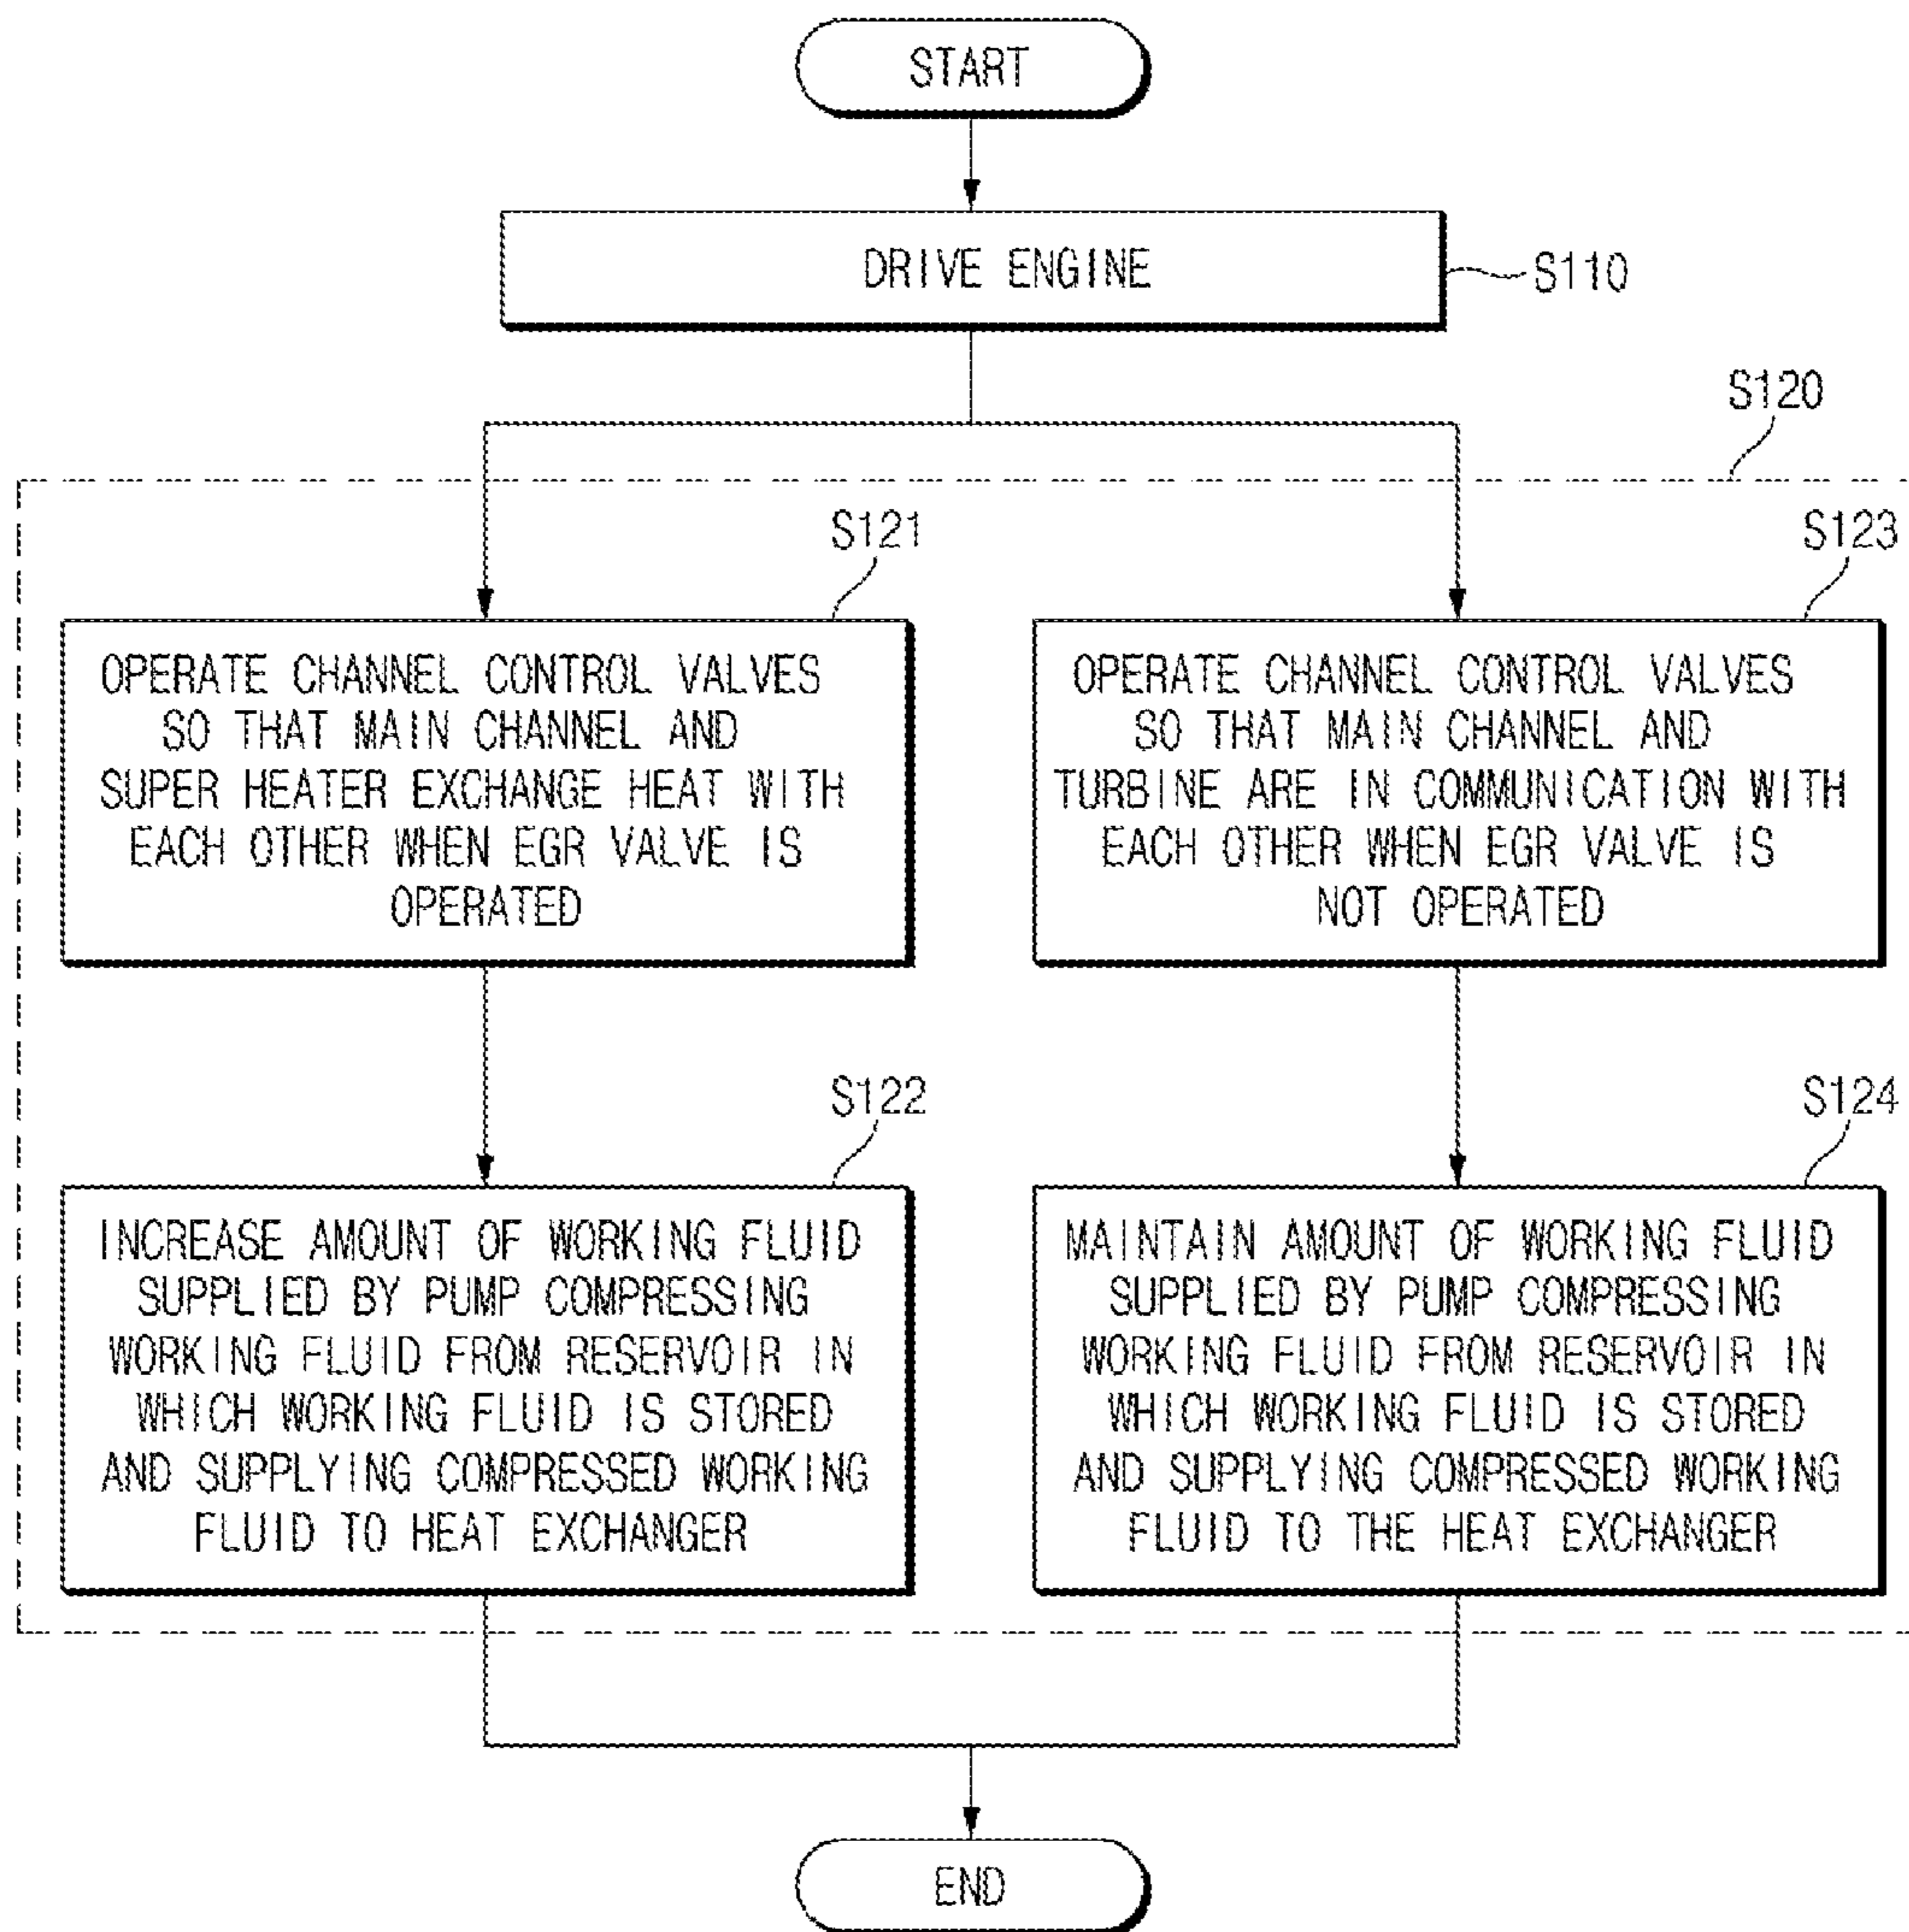 START
DRIVE ENGINE
S110
S120
S121
OPERATE CHANNEL CONTROL VALVES
SO THAT MAIN CHANNEL AND
SUPER HEATER EXCHANGE HEAT WITH
EACH OTHER WHEN EGR VALVE IS
OPERATED
S123
OPERATE CHANNEL CONTROL VALVES
SO THAT MAIN CHANNEL AND
TURBINE ARE IN COMMUNICATION WITH
EACH OTHER WHEN EGR VALVE IS
NOT OPERATED
S122
INCREASE AMOUNT OF WORKING FLUID
SUPPLIED BY PUMP COMPRESSING
WORKING FLUID FROM RESERVOIR IN
WHICH WORKING FLUID IS STORED
AND SUPPLYING COMPRESSED WORKING
FLUID TO HEAT EXCHANGER
S124
MAINTAIN AMOUNT OF WORKING FLUID
SUPPLIED BY PUMP COMPRESSING
WORKING FLUID FROM RESERVOIR IN
WHICH WORKING FLUID IS STORED
AND SUPPLYING COMPRESSED WORKING
FLUID TO THE HEAT EXCHANGER
END